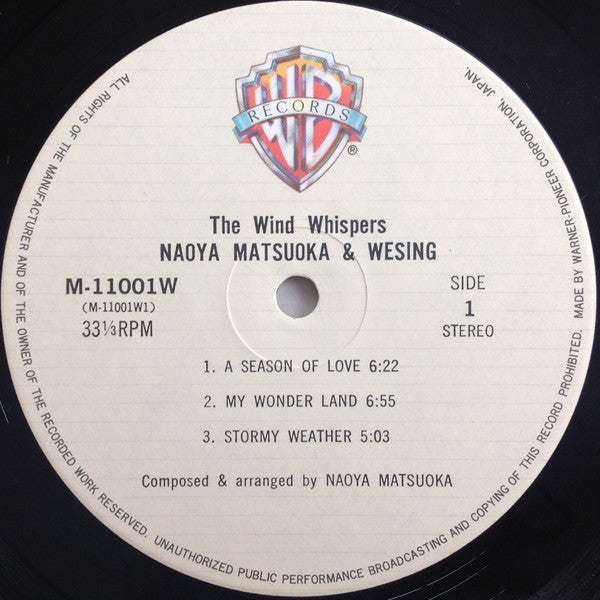 WB
RECORDS
®
The Wind Whispers
NAOYA MATSUOKA & WESING
M-11001W
(M-11001W1)
33⅓RPM
SIDE
1
STEREO
1. A SEASON OF LOVE 6:22
2. MY WONDER LAND 6:55
3. STORMY WEATHER 5:03
Composed & arranged by NAOYA MATSUOKA
ALL RIGHTS OF THE MANUFACTURER AND OF THE OWNER OF THE RECORDED WORK RESERVED. UNAUTHORIZED PUBLIC PERFORMANCE BROADCASTING AND COPYING OF THIS RECORD PROHIBITED. MADE BY WARNER-PIONEER CORPORATION, JAPAN.